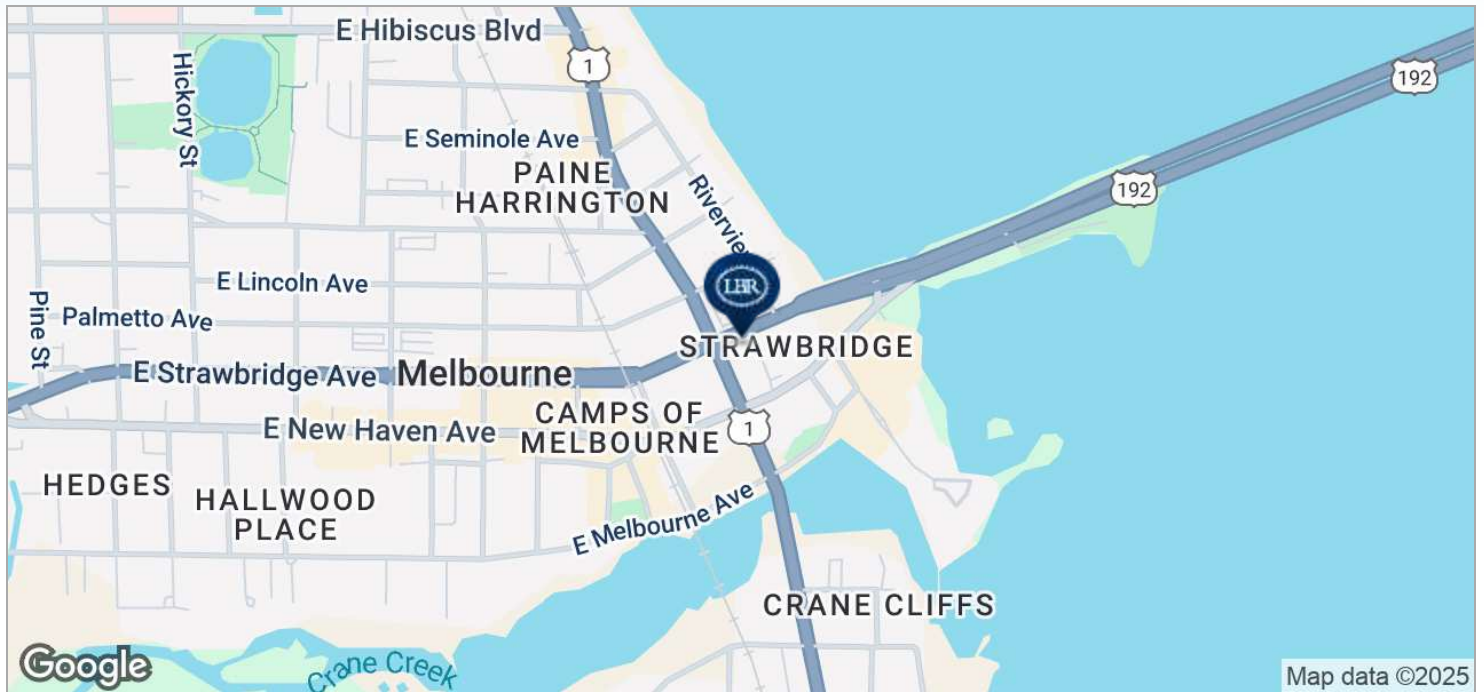 E Hibiscus Blvd
1
192
Hickory St
E Seminole Ave
PAINE
HARRINGTON
192
Riverview
E Lincoln Ave
LBR
Pine St
Palmetto Ave
STRAWBRIDGE
E Strawbridge Ave
Melbourne
CAMPS OF
MELBOURNE
1
E New Haven Ave
HEDGES
HALLWOOD
PLACE
E Melbourne Ave
CRANE CLIFFS
Crane Creek
Google
Map data ©2025